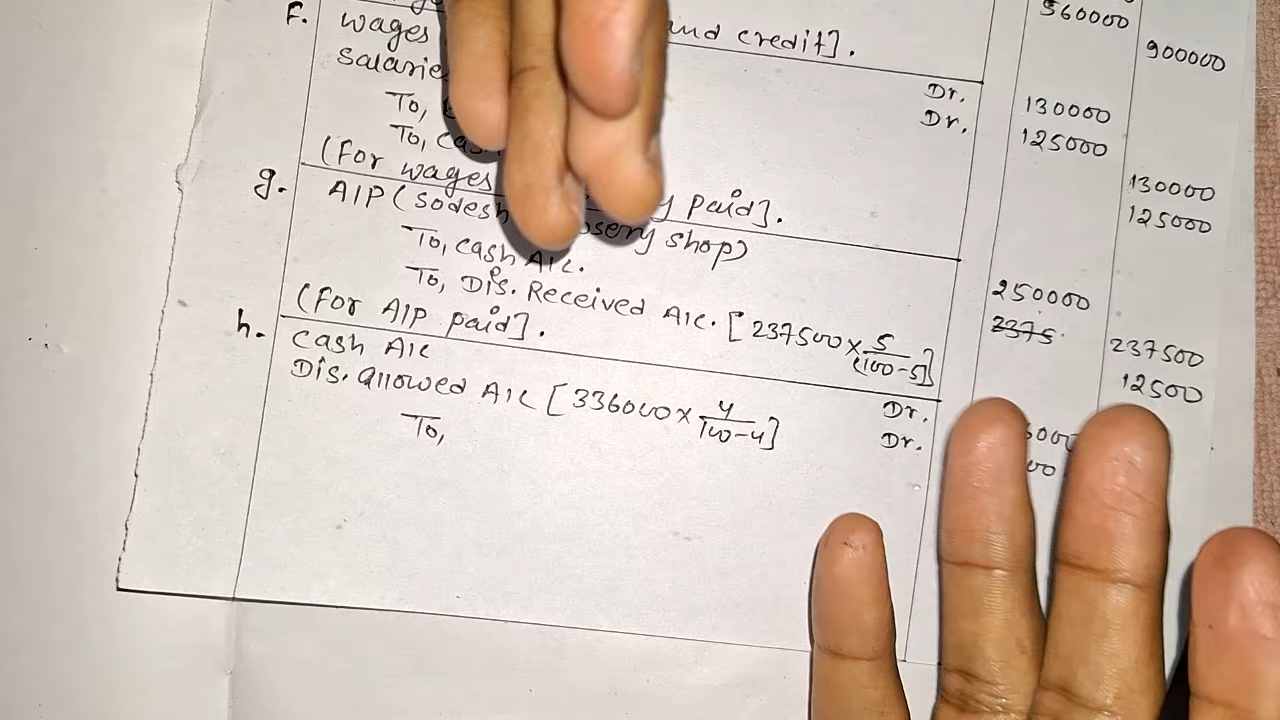 560000
and credit].
900000
F. Wages Dr. 130000
Salarie Dr. 125000
To, 130000
To, 125000
(For wages paid].
g. A/P (sodesh shop)
To, cash A/C. 250000
To, Dis. Received A/C. [237500 × 5/(100-5)] 2375 237500
(For A/P paid]. 12500
h. Cash A/C Dr.
Dis. allowed A/C [336000 × 4/100-4] Dr.
To,